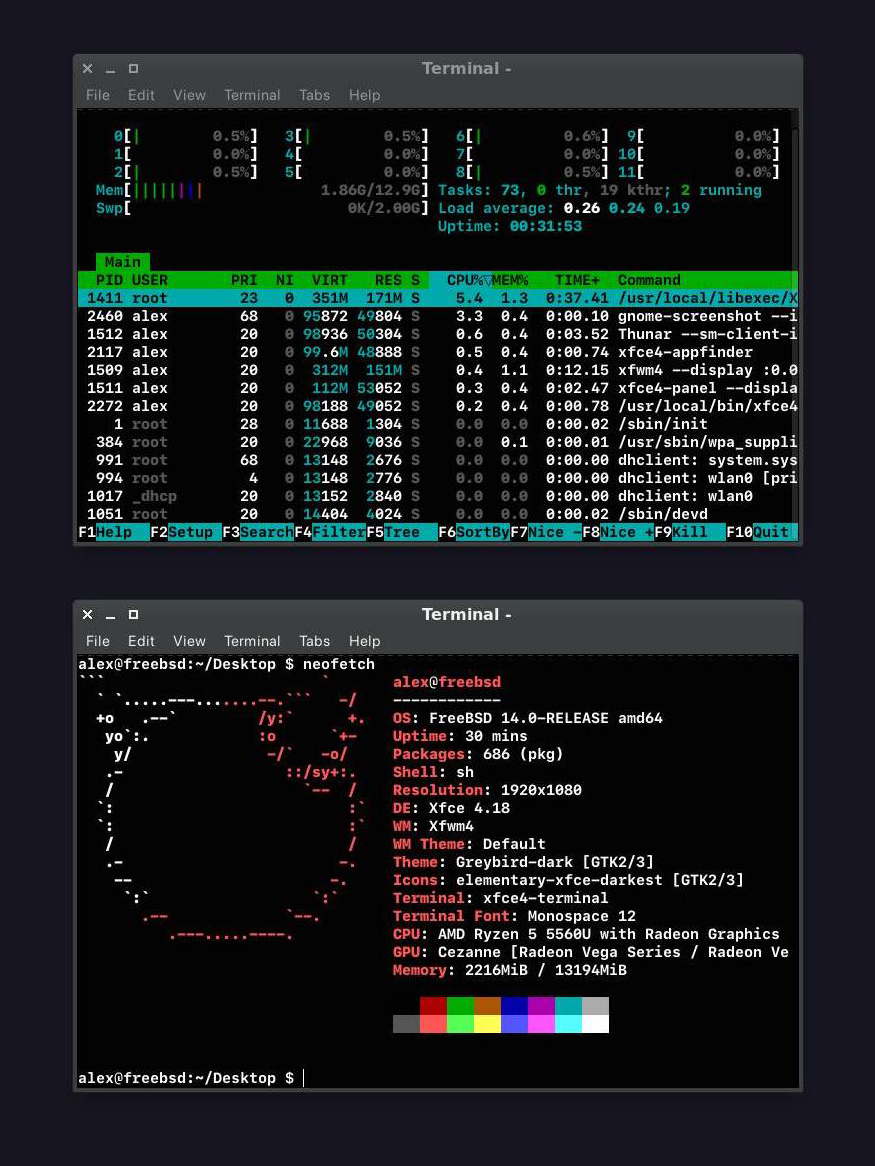 Terminal -
File Edit View Terminal Tabs Help
0[| 0.5%] 3[| 0.5%] 6[| 0.6%] 9[ 0.0%]
1[ 0.0%] 4[ 0.0%] 7[ 0.0%] 10[ 0.0%]
2[| 0.5%] 5[ 0.0%] 8[| 0.5%] 11[ 0.0%]
Mem[|||||||| 1.86G/12.9G] Tasks: 73, 0 thr, 19 kthr; 2 running
Swp[ 0K/2.00G] Load average: 0.26 0.24 0.19
Uptime: 00:31:53
Main
PID USER PRI NI VIRT RES S CPU%▽MEM% TIME+ Command
1411 root 23 0 351M 171M S 5.4 1.3 0:37.41 /usr/local/libexec/X
2460 alex 68 0 95872 49804 S 3.3 0.4 0:00.10 gnome-screenshot --i
1512 alex 20 0 98936 50304 S 0.6 0.4 0:03.52 Thunar --sm-client-i
2117 alex 20 0 99.6M 48888 S 0.5 0.4 0:00.74 xfce4-appfinder
1509 alex 20 0 312M 151M S 0.4 1.1 0:12.15 xfwm4 --display :0.0
1511 alex 20 0 112M 53052 S 0.3 0.4 0:02.47 xfce4-panel --displa
2272 alex 20 0 98188 49052 S 0.2 0.4 0:00.78 /usr/local/bin/xfce4
1 root 28 0 11688 1304 S 0.0 0.0 0:00.02 /sbin/init
384 root 20 0 22968 9036 S 0.0 0.1 0:00.01 /usr/sbin/wpa_suppli
991 root 68 0 13148 2676 S 0.0 0.0 0:00.00 dhclient: system.sys
994 root 4 0 13148 2776 S 0.0 0.0 0:00.00 dhclient: wlan0 [pri
1017 _dhcp 20 0 13152 2840 S 0.0 0.0 0:00.00 dhclient: wlan0
1051 root 20 0 14404 4024 S 0.0 0.0 0:00.02 /sbin/devd
F1Help F2Setup F3SearchF4FilterF5Tree F6SortByF7Nice -F8Nice +F9Kill F10Quit
Terminal -
File Edit View Terminal Tabs Help
alex@freebsd:~/Desktop $ neofetch
``` ` alex@freebsd
` `.....---.......--.``` -/ ------------
+o .--` /y:` +. OS: FreeBSD 14.0-RELEASE amd64
yo`:. :o `+- Uptime: 30 mins
y/ -/` -o/ Packages: 686 (pkg)
.- ::/sy+:. Shell: sh
/ `-- / Resolution: 1920x1080
`: :` DE: Xfce 4.18
`: :` WM: Xfwm4
/ / WM Theme: Default
.- -. Theme: Greybird-dark [GTK2/3]
-- -. Icons: elementary-xfce-darkest [GTK2/3]
`:` `:` Terminal: xfce4-terminal
.-- `--. Terminal Font: Monospace 12
.---.....----. CPU: AMD Ryzen 5 5560U with Radeon Graphics
GPU: Cezanne [Radeon Vega Series / Radeon Ve
Memory: 2216MiB / 13194MiB
alex@freebsd:~/Desktop $